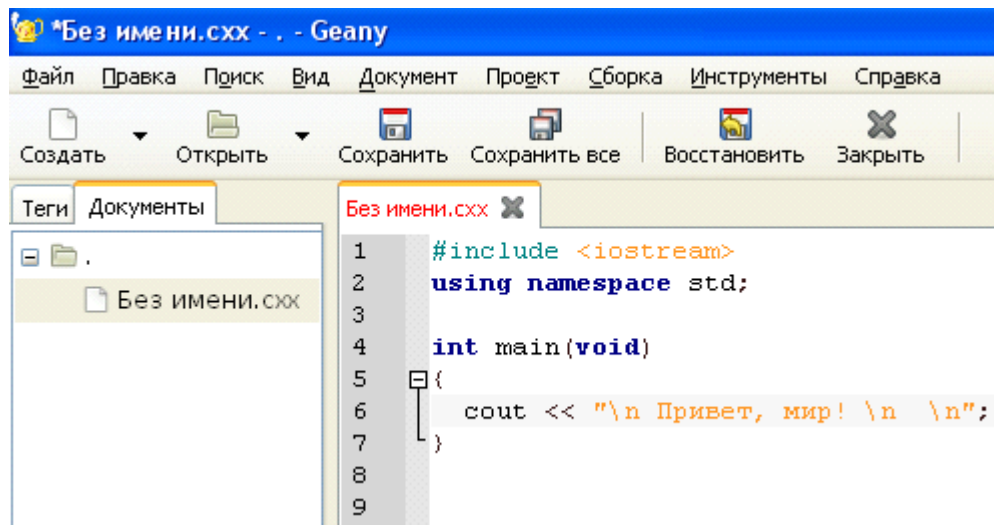 *Без имени.cxx - . - Geany
Файл Правка Поиск Вид Документ Проект Сборка Инструменты Справка
Создать Открыть Сохранить Сохранить все Восстановить Закрыть
Теги Документы Без имени.cxx
.
Без имени.cxx
1 #include <iostream>
2 using namespace std;
3
4 int main(void)
5 {
6 cout << "\n Привет, мир! \n  \n";
7 }
8
9